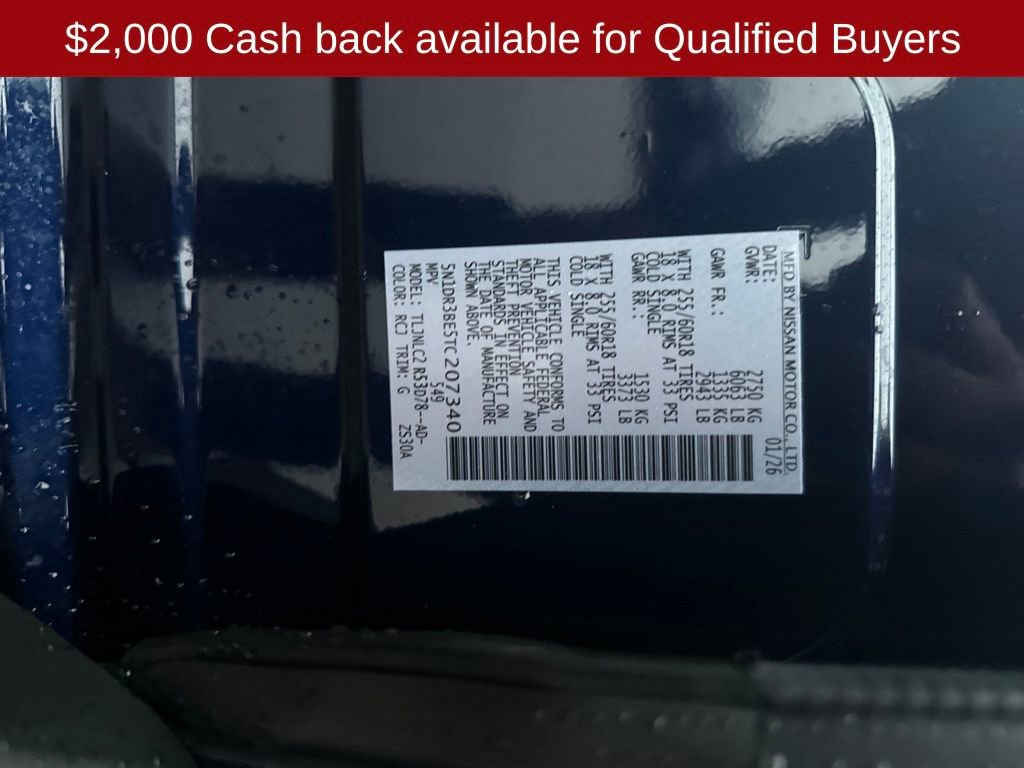 $2,000 Cash back available for Qualified Buyers
MFD BY NISSAN MOTOR CO., LTD.
DATE: 01/26
GVWR: 2750 KG
6063 LB
GAWR FR.: 1335 KG
2943 LB
WITH 255/60R18 TIRES
18 X 8.0 RIMS AT 33 PSI
COLD SINGLE
GAWR RR.: 1530 KG
3373 LB
WITH 255/60R18 TIRES
18 X 8.0 RIMS AT 33 PSI
COLD SINGLE
THIS VEHICLE CONFORMS TO
ALL APPLICABLE FEDERAL
MOTOR VEHICLE SAFETY AND
THEFT PREVENTION
STANDARDS IN EFFECT ON
THE DATE OF MANUFACTURE
SHOWN ABOVE.
5N1DR3BE5TC207340
MPV 549
MODEL: TLJNLC2 R53D78--AD-
COLOR: RCJ TRIM: G ZS30A